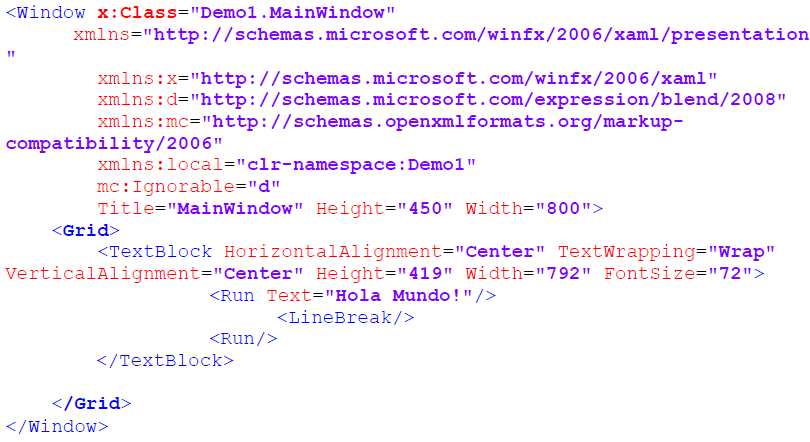 <Window x:Class="Demo1.MainWindow"
xmlns="http://schemas.microsoft.com/winfx/2006/xaml/presentation
"
xmlns:x="http://schemas.microsoft.com/winfx/2006/xaml"
xmlns:d="http://schemas.microsoft.com/expression/blend/2008"
xmlns:mc="http://schemas.openxmlformats.org/markup-
compatibility/2006"
xmlns:local="clr-namespace:Demo1"
mc:Ignorable="d"
Title="MainWindow" Height="450" Width="800">
<Grid>
<TextBlock HorizontalAlignment="Center" TextWrapping="Wrap"
VerticalAlignment="Center" Height="419" Width="792" FontSize="72">
<Run Text="Hola Mundo!"/>
<LineBreak/>
<Run/>
</TextBlock>
</Grid>
</Window>